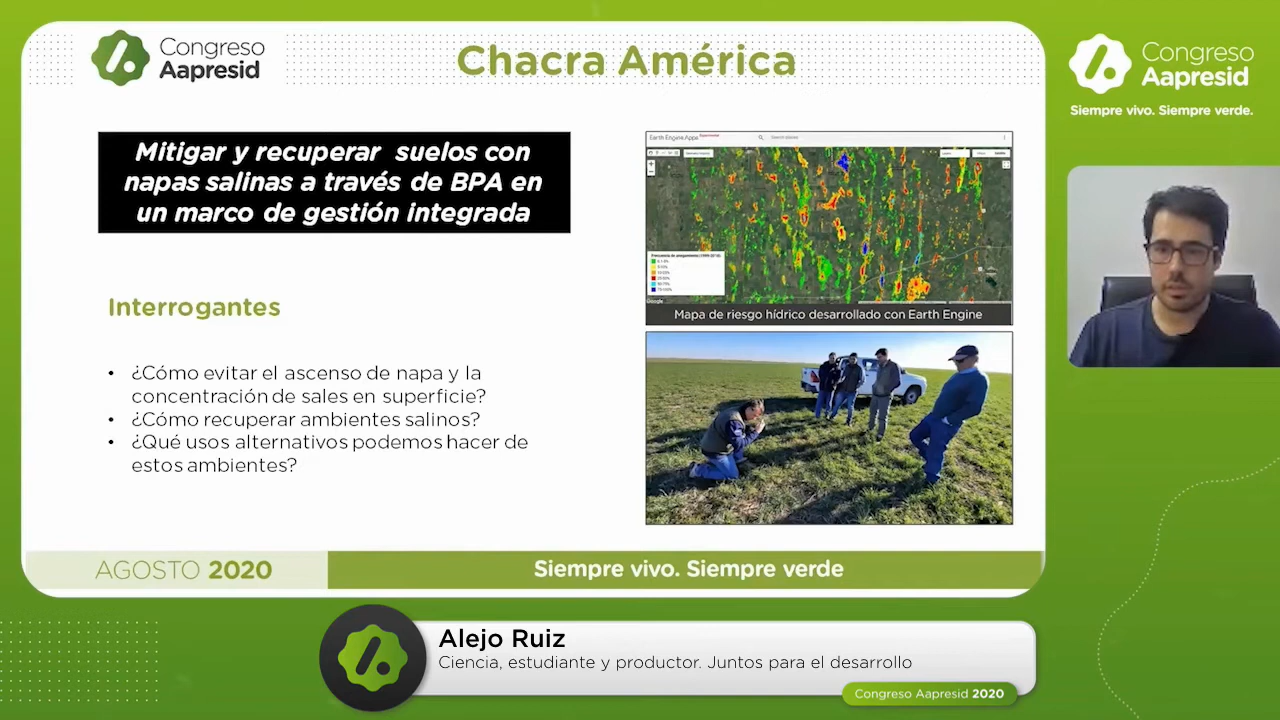 Congreso
Aapresid
Chacra América
Congreso
Aapresid
Siempre vivo. Siempre verde.
Mitigar y recuperar suelos con
napas salinas a través de BPA en
un marco de gestión integrada
Earth Engine Apps Experimental
Mapa de riesgo hídrico desarrollado con Earth Engine
Interrogantes
• ¿Cómo evitar el ascenso de napa y la
concentración de sales en superficie?
• ¿Cómo recuperar ambientes salinos?
• ¿Qué usos alternativos podemos hacer de
estos ambientes?
AGOSTO 2020
Siempre vivo. Siempre verde
Alejo Ruiz
Ciencia, estudiante y productor. Juntos para el desarrollo
Congreso Aapresid 2020